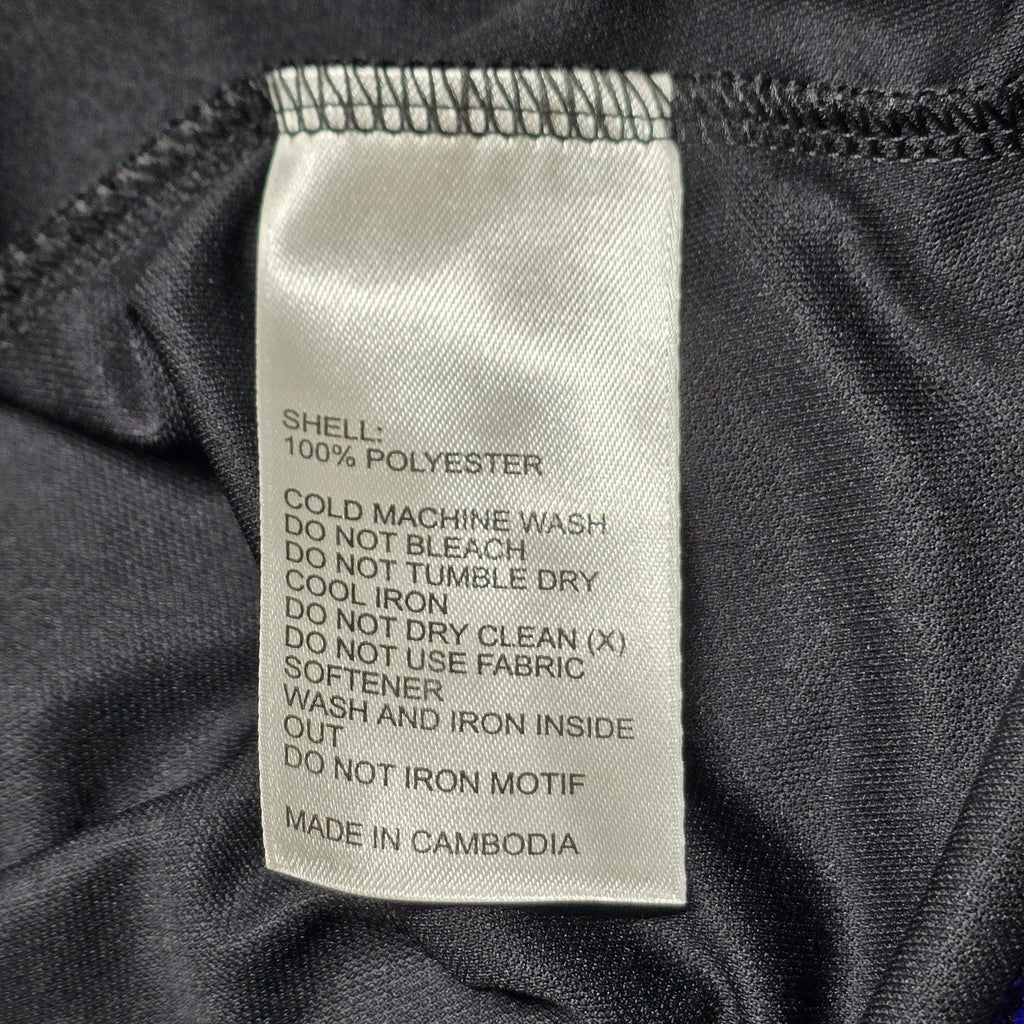 SHELL:
100% POLYESTER
COLD MACHINE WASH
DO NOT BLEACH
DO NOT TUMBLE DRY
COOL IRON
DO NOT DRY CLEAN (X)
DO NOT USE FABRIC
SOFTENER
WASH AND IRON INSIDE
OUT
DO NOT IRON MOTIF
MADE IN CAMBODIA